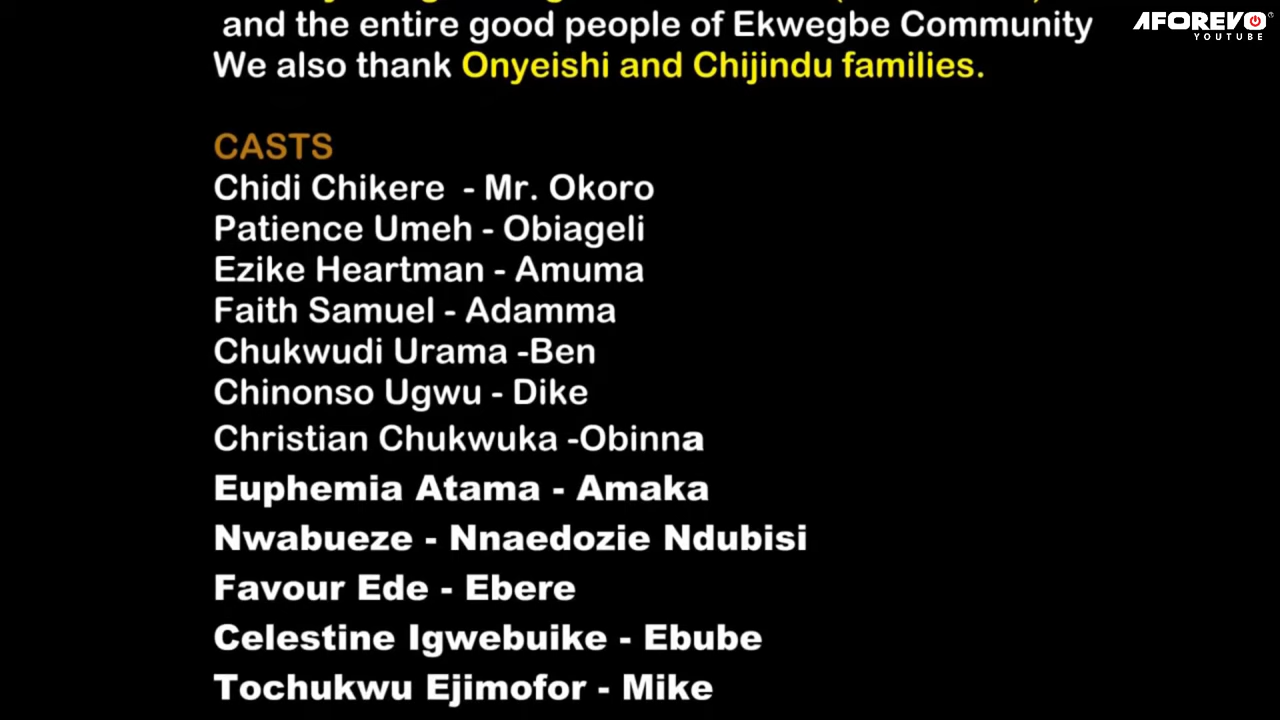 and the entire good people of Ekwegbe Community
We also thank Onyeishi and Chijindu families.
CASTS
Chidi Chikere - Mr. Okoro
Patience Umeh - Obiageli
Ezike Heartman - Amuma
Faith Samuel - Adamma
Chukwudi Urama -Ben
Chinonso Ugwu - Dike
Christian Chukwuka -Obinna
Euphemia Atama - Amaka
Nwabueze - Nnaedozie Ndubisi
Favour Ede - Ebere
Celestine Igwebuike - Ebube
Tochukwu Ejimofor - Mike
AFOREVO
YOUTUBE